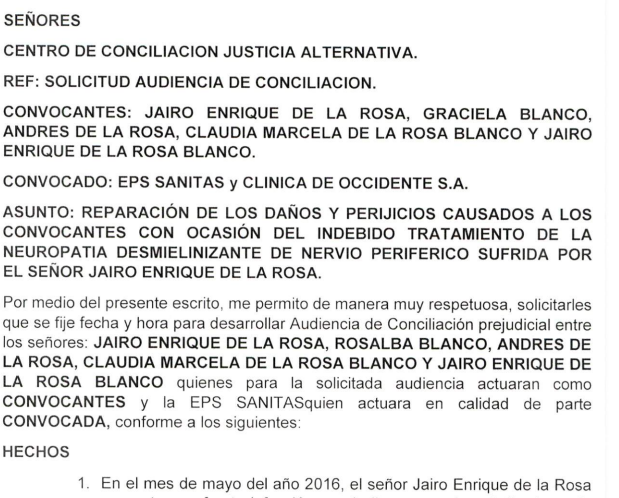 SEÑORES
CENTRO DE CONCILIACION JUSTICIA ALTERNATIVA.
REF: SOLICITUD AUDIENCIA DE CONCILIACION.
CONVOCANTES: JAIRO ENRIQUE DE LA ROSA, GRACIELA BLANCO,
ANDRES DE LA ROSA, CLAUDIA MARCELA DE LA ROSA BLANCO Y JAIRO
ENRIQUE DE LA ROSA BLANCO.
CONVOCADO: EPS SANITAS y CLINICA DE OCCIDENTE S.A.
ASUNTO: REPARACIÓN DE LOS DAÑOS Y PERIJICIOS CAUSADOS A LOS
CONVOCANTES CON OCASIÓN DEL INDEBIDO TRATAMIENTO DE LA
NEUROPATIA DESMIELINIZANTE DE NERVIO PERIFERICO SUFRIDA POR
EL SEÑOR JAIRO ENRIQUE DE LA ROSA.
Por medio del presente escrito, me permito de manera muy respetuosa, solicitarles
que se fije fecha y hora para desarrollar Audiencia de Conciliación prejudicial entre
los señores: JAIRO ENRIQUE DE LA ROSA, ROSALBA BLANCO, ANDRES DE
LA ROSA, CLAUDIA MARCELA DE LA ROSA BLANCO Y JAIRO ENRIQUE DE
LA ROSA BLANCO quienes para la solicitada audiencia actuaran como
CONVOCANTES y la EPS SANITASquien actuara en calidad de parte
CONVOCADA, conforme a los siguientes:
HECHOS
1. En el mes de mayo del año 2016, el señor Jairo Enrique de la Rosa